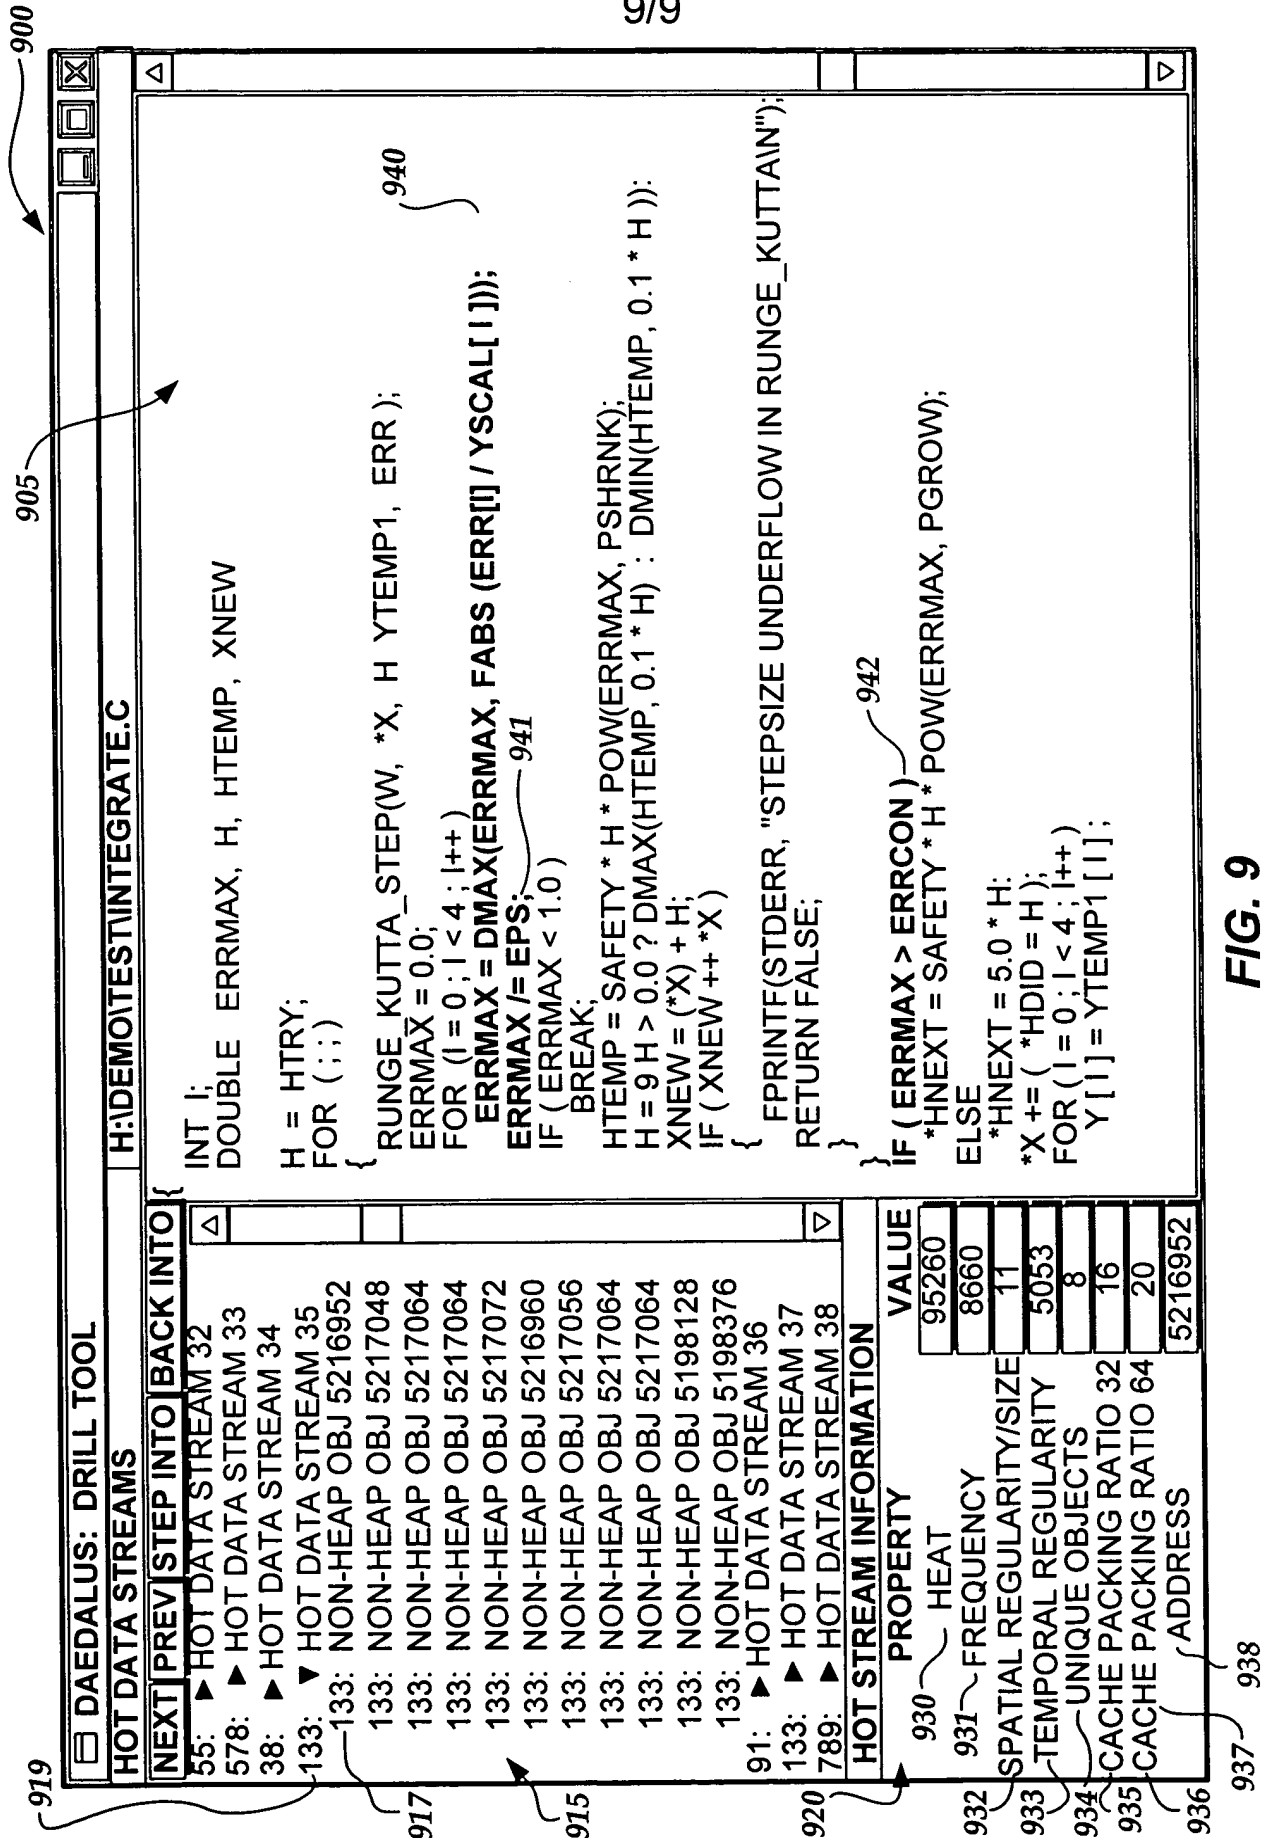 9/9
900
DAEDALUS: DRILL TOOL
HOT DATA STREAMS
H:\DEMO\TEST\INTEGRATE.C
905
919
NEXT PREV STEP INTO BACK INTO
55: ▶ HOT DATA STREAM 32
578: ▶ HOT DATA STREAM 33
38: ▶ HOT DATA STREAM 34
133: ▼ HOT DATA STREAM 35
133: NON-HEAP OBJ 5216952
133: NON-HEAP OBJ 5217048
133: NON-HEAP OBJ 5217064
133: NON-HEAP OBJ 5217064
133: NON-HEAP OBJ 5217072
133: NON-HEAP OBJ 5216960
133: NON-HEAP OBJ 5217056
133: NON-HEAP OBJ 5217064
133: NON-HEAP OBJ 5217064
133: NON-HEAP OBJ 5198128
133: NON-HEAP OBJ 5198376
91: ▶ HOT DATA STREAM 36
133: ▶ HOT DATA STREAM 37
789: ▶ HOT DATA STREAM 38
917
915
920
HOT STREAM INFORMATION
PROPERTY VALUE
930 HEAT 95260
931 FREQUENCY 8660
932 SPATIAL REGULARITY/SIZE 11
933 TEMPORAL REGULARITY 5053
934 UNIQUE OBJECTS 8
935 CACHE PACKING RATIO 32 16
936 CACHE PACKING RATIO 64 20
937 ADDRESS 5216952
938
{
INT I;
DOUBLE ERRMAX, H, HTEMP, XNEW
H = HTRY;
FOR ( ; ; )
{
RUNGE_KUTTA_STEP(W, *X, H YTEMP1, ERR );
ERRMAX = 0.0;
FOR (I = 0 ; I < 4 ; I++ )
ERRMAX = DMAX(ERRMAX, FABS (ERR[I] / YSCAL[ I ]));
940
ERRMAX /= EPS;
941
IF ( ERRMAX < 1.0 )
BREAK;
HTEMP = SAFETY * H * POW(ERRMAX, PSHRNK);
H = 9 H > 0.0 ? DMAX(HTEMP, 0.1 * H) : DMIN(HTEMP, 0.1 * H )):
XNEW = (*X) + H;
IF ( XNEW ++ *X )
{
FPRINTF(STDERR, "STEPSIZE UNDERFLOW IN RUNGE_KUTTA\N");
RETURN FALSE;
}
}
IF ( ERRMAX > ERRCON )
942
*HNEXT = SAFETY * H * POW(ERRMAX, PGROW);
ELSE
*HNEXT = 5.0 * H:
*X += ( *HDID = H );
FOR ( I = 0 ; I < 4 ; I++ )
Y [ I ] = YTEMP1 [ I ] ;
FIG. 9